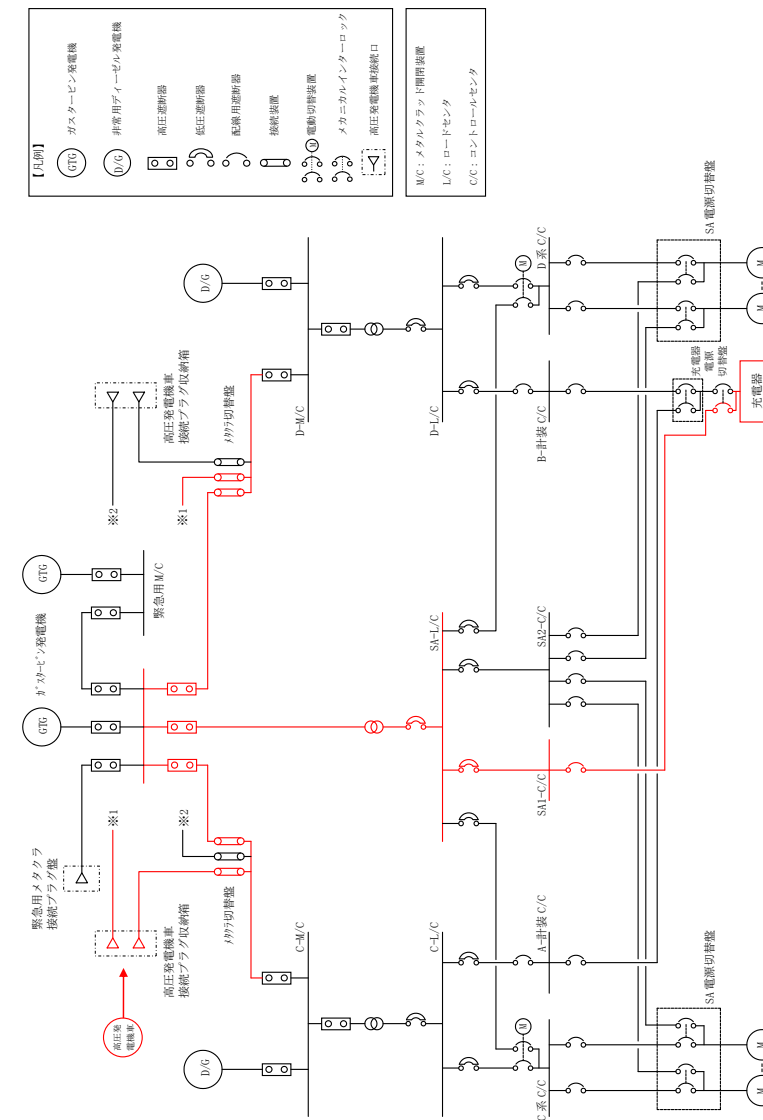 【凡例】
GTG
ガスタービン発電機
D/G
非常用ディーゼル発電機
高圧遮断器
低圧遮断器
配線用遮断器
接続装置
M
電動切替装置
メカニカルインターロック
高圧発電機車接続口
M/C：メタルクラッド開閉装置
L/C：ロードセンタ
C/C：コントロールセンタ
高圧発
電機車
高圧発電機車
接続プラグ収納箱
緊急用メタクラ
接続プラグ盤
※1
※2
GTG
ｶﾞｽﾀｰﾋﾞﾝ発電機
GTG
緊急用M/C
※2
※1
高圧発電機車
接続プラグ収納箱
ﾒﾀｸﾗ切替盤
ﾒﾀｸﾗ切替盤
D/G
D/G
C-M/C
D-M/C
C-L/C
SA-L/C
D-L/C
M
M
C系C/C
A-計装C/C
SA1-C/C
SA2-C/C
B-計装C/C
D系C/C
SA電源切替盤
充電器
電源
切替盤
SA電源切替盤
M
M
充電器
M
M